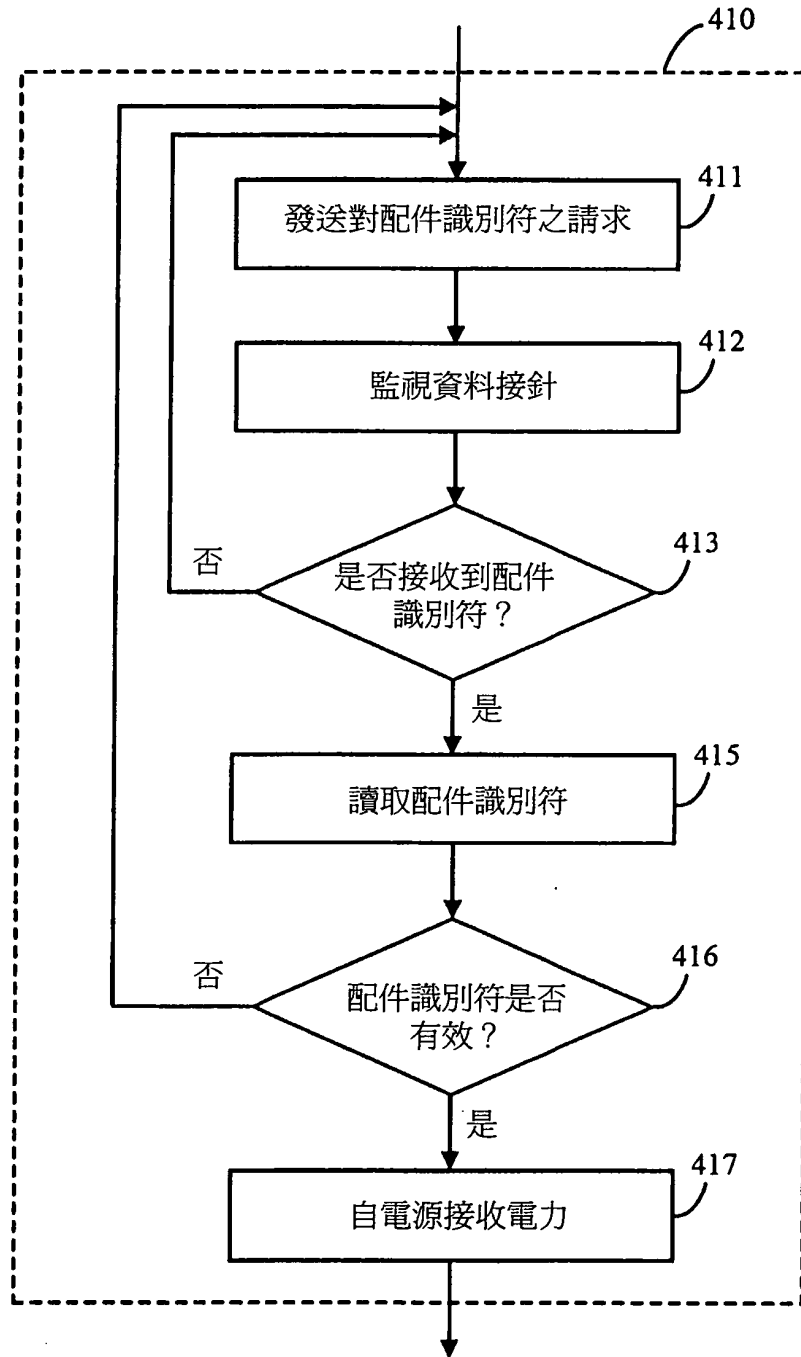 410
發送對配件識別符之請求
411
監視資料接針
412
是否接收到配件
識別符？
413
否
是
讀取配件識別符
415
配件識別符是否
有效？
416
否
是
自電源接收電力
417